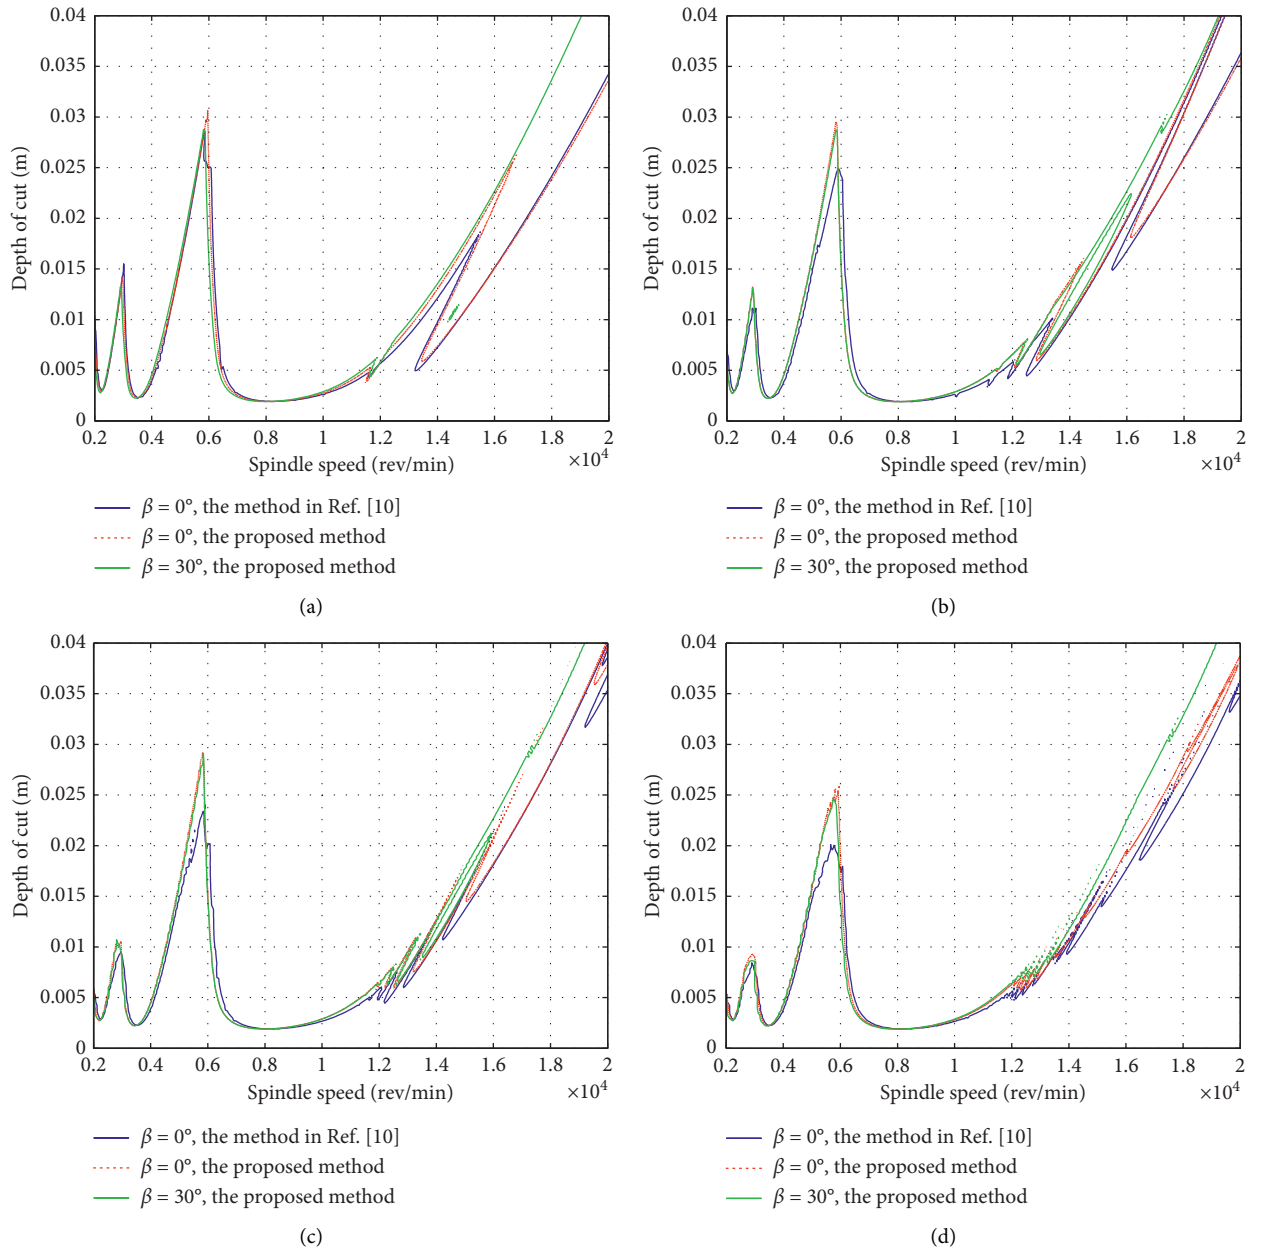 0.04
0.035
0.03
0.025
0.02
0.015
0.01
0.005
0
Depth of cut (m)
0.2 0.4 0.6 0.8 1 1.2 1.4 1.6 1.8 2
Spindle speed (rev/min)
×10⁴
β = 0°, the method in Ref. [10]
β = 0°, the proposed method
β = 30°, the proposed method
(a)
0.04
0.035
0.03
0.025
0.02
0.015
0.01
0.005
0
Depth of cut (m)
0.2 0.4 0.6 0.8 1 1.2 1.4 1.6 1.8 2
Spindle speed (rev/min)
×10⁴
β = 0°, the method in Ref. [10]
β = 0°, the proposed method
β = 30°, the proposed method
(b)
0.04
0.035
0.03
0.025
0.02
0.015
0.01
0.005
0
Depth of cut (m)
0.2 0.4 0.6 0.8 1 1.2 1.4 1.6 1.8 2
Spindle speed (rev/min)
×10⁴
β = 0°, the method in Ref. [10]
β = 0°, the proposed method
β = 30°, the proposed method
(c)
0.04
0.035
0.03
0.025
0.02
0.015
0.01
0.005
0
Depth of cut (m)
0.2 0.4 0.6 0.8 1 1.2 1.4 1.6 1.8 2
Spindle speed (rev/min)
×10⁴
β = 0°, the method in Ref. [10]
β = 0°, the proposed method
β = 30°, the proposed method
(d)